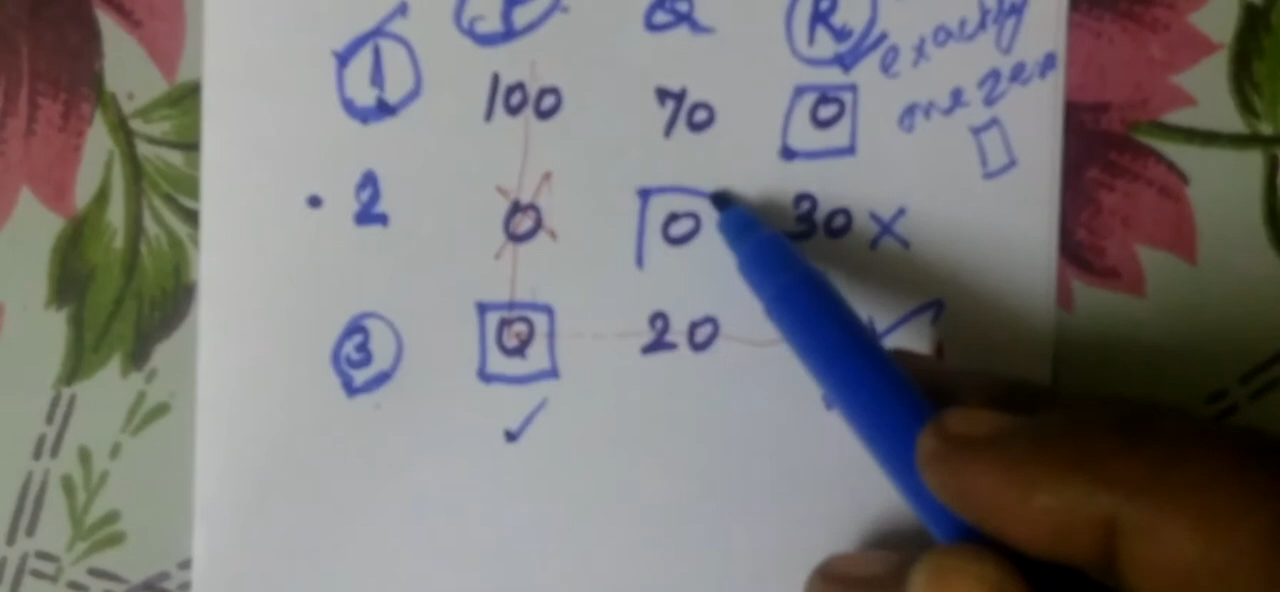 P Q R
exactly
1 100 70 0
one zero
2 0 0 30 X
3 0 20